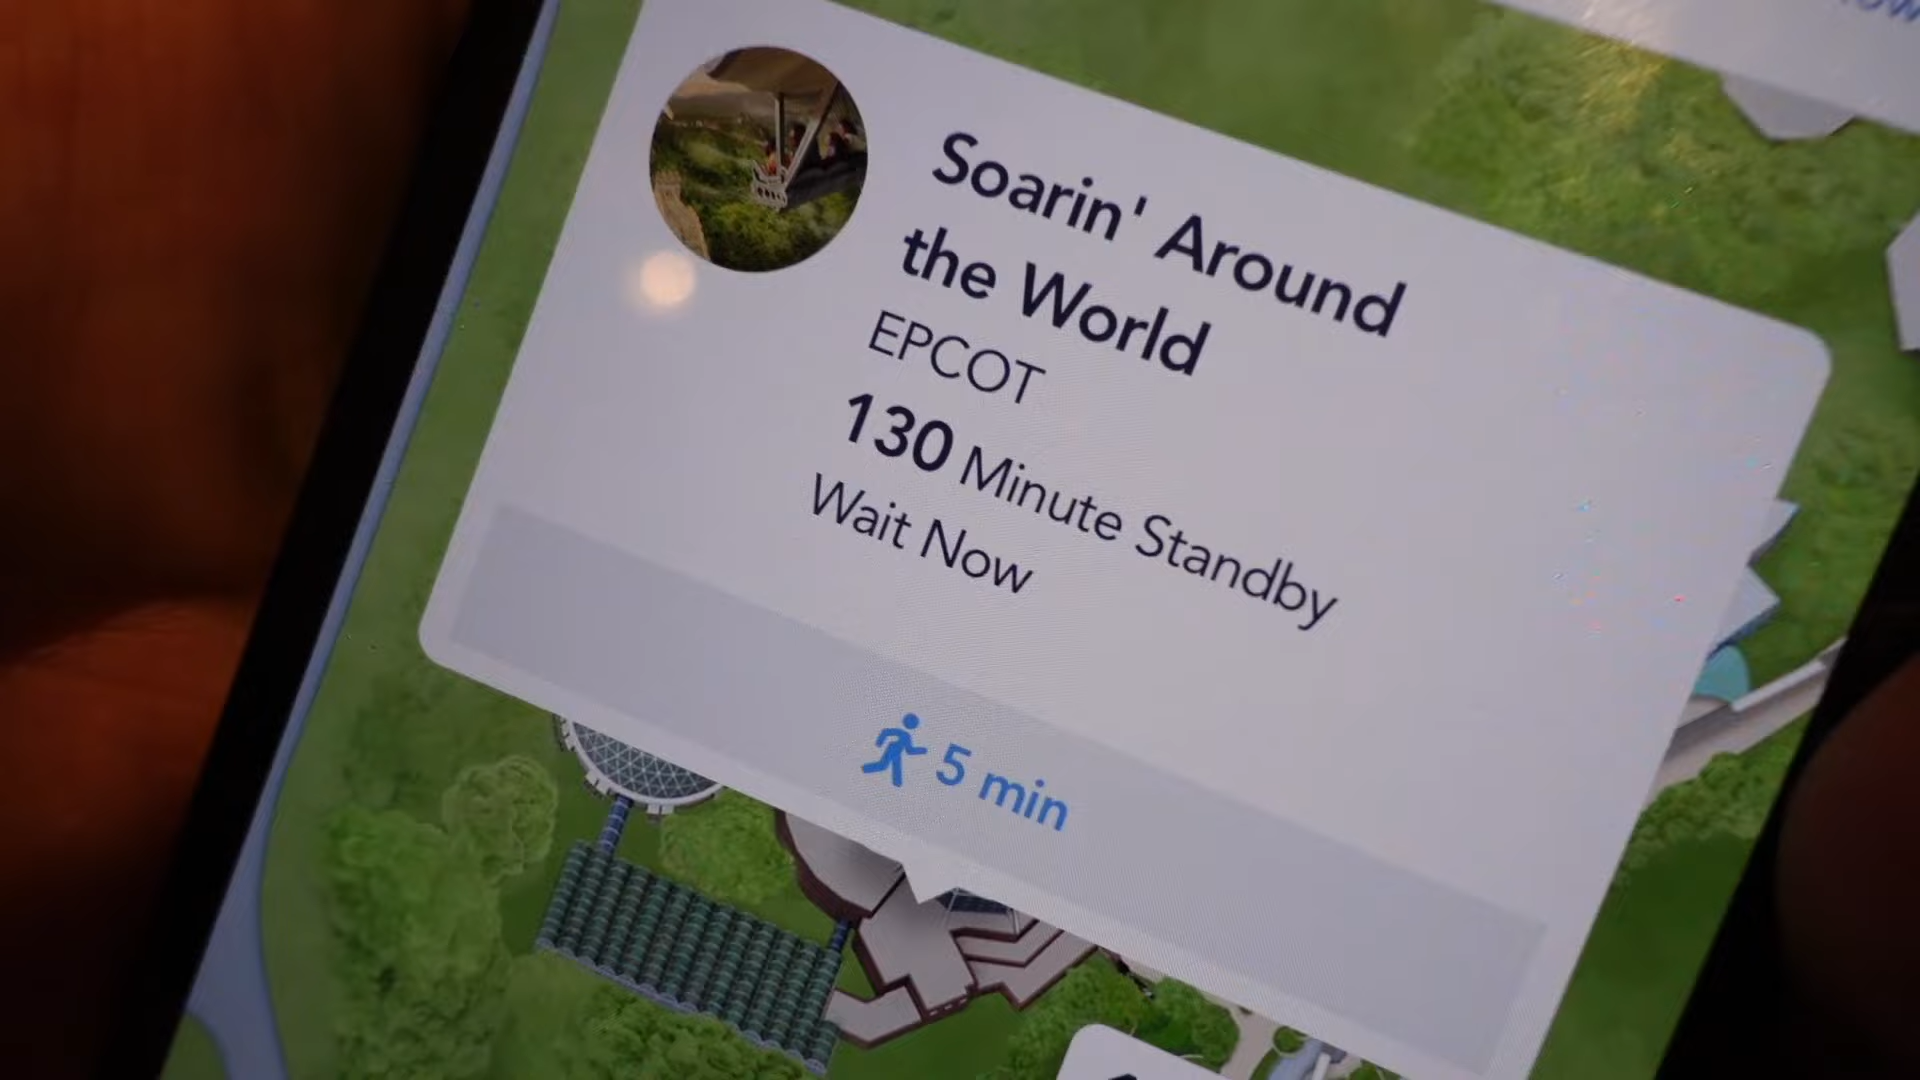 Soarin' Around
the World
EPCOT
130 Minute Standby
Wait Now
5 min